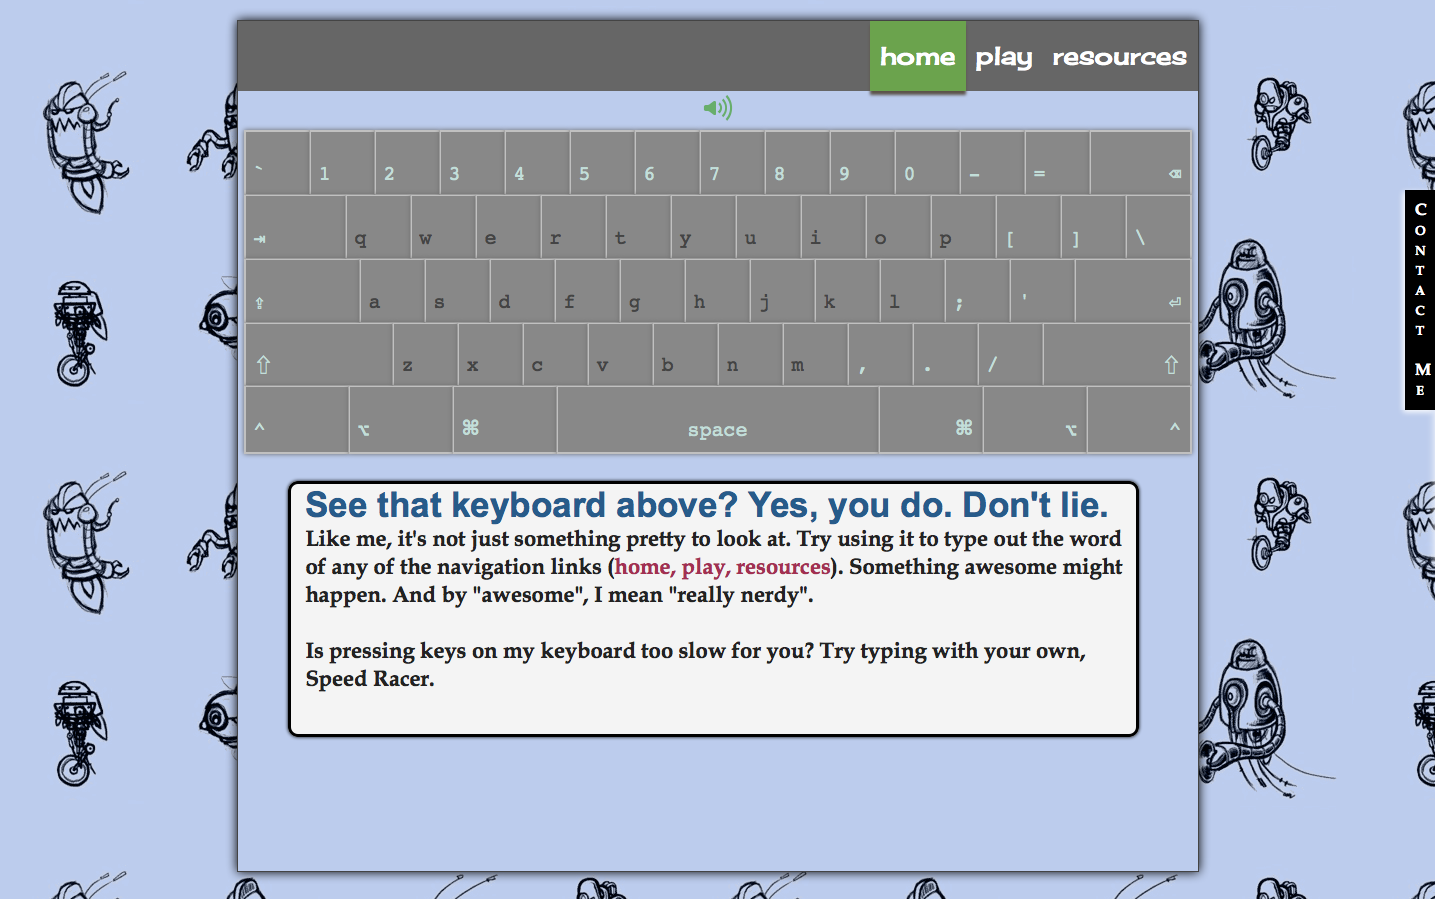 home play resources
` 1 2 3 4 5 6 7 8 9 0 - = ⌫
⇥ q w e r t y u i o p [ ] \
⇪ a s d f g h j k l ; ' ⏎
⇧ z x c v b n m , . / ⇧
^ ⌥ ⌘ space ⌘ ⌥ ^
See that keyboard above? Yes, you do. Don't lie.
Like me, it's not just something pretty to look at. Try using it to type out the word
of any of the navigation links (home, play, resources). Something awesome might
happen. And by "awesome", I mean "really nerdy".
Is pressing keys on my keyboard too slow for you? Try typing with your own,
Speed Racer.
Contact Me